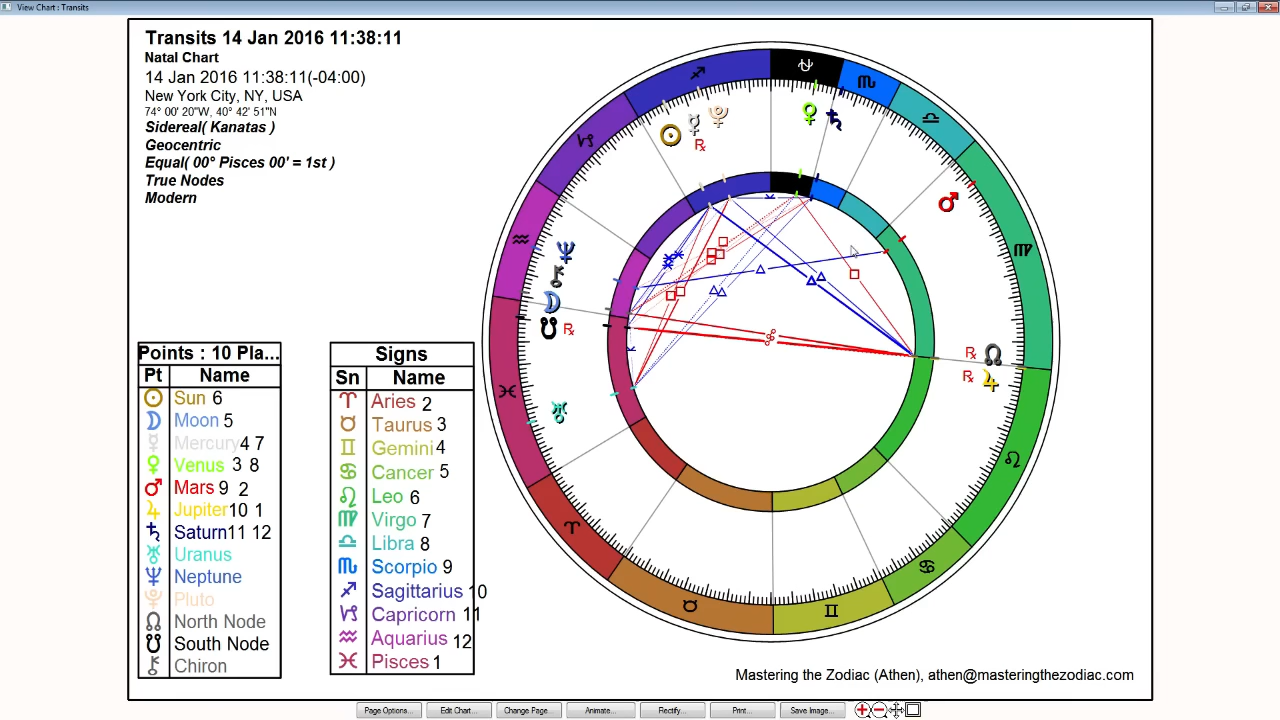 View Chart : Transits
Transits 14 Jan 2016 11:38:11
Natal Chart
14 Jan 2016 11:38:11(-04:00)
New York City, NY, USA
74° 00' 20"W, 40° 42' 51"N
Sidereal( Kanatas )
Geocentric
Equal( 00° Pisces 00' = 1st )
True Nodes
Modern
Points : 10 Pla...
Pt Name
☉ Sun 6
☽ Moon 5
☿ Mercury 4 7
♀ Venus 3 8
♂ Mars 9 2
♃ Jupiter 10 1
♄ Saturn 11 12
♅ Uranus
♆ Neptune
Pluto
☊ North Node
☋ South Node
⚷ Chiron
Signs
Sn Name
♈ Aries 2
♉ Taurus 3
♊ Gemini 4
♋ Cancer 5
♌ Leo 6
♍ Virgo 7
♎ Libra 8
♏ Scorpio 9
♐ Sagittarius 10
♑ Capricorn 11
♒ Aquarius 12
♓ Pisces 1
℞
℞
℞
℞
Mastering the Zodiac (Athen), athen@masteringthezodiac.com
Page Options... Edit Chart... Change Page... Animate... Rectify... Print... Save Image...